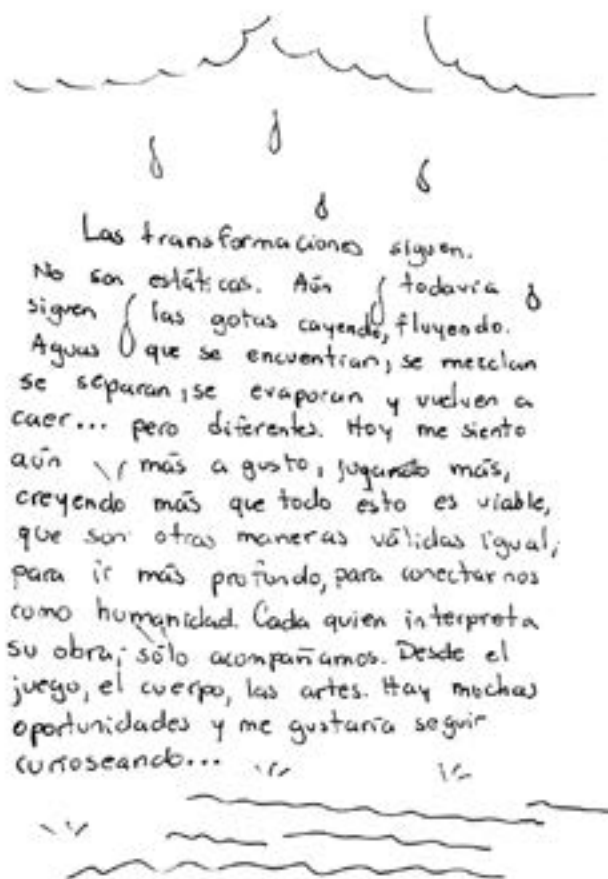 Las transformaciones siguen.
No son estáticas. Aún todavía
siguen las gotas cayendo, fluyendo.
Aguas que se encuentran, se mezclan
se separan, se evaporan y vuelven a
caer... pero diferentes. Hoy me siento
aún más a gusto, jugando más,
creyendo más que todo esto es viable,
que son otras maneras válidas igual,
para ir más profundo, para conectarnos
como humanidad. Cada quien interpreta
su obra, sólo acompañamos. Desde el
juego, el cuerpo, las artes. Hay muchas
oportunidades y me gustaría seguir
curioseando...